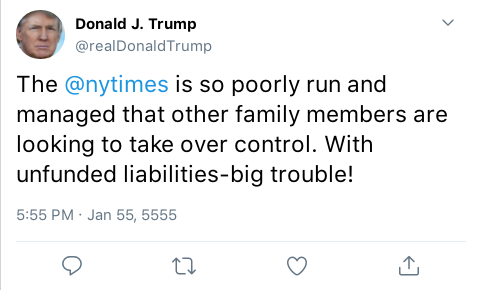 Donald J. Trump
@realDonaldTrump
The @nytimes is so poorly run and
managed that other family members are
looking to take over control. With
unfunded liabilities-big trouble!
5:55 PM · Jan 55, 5555